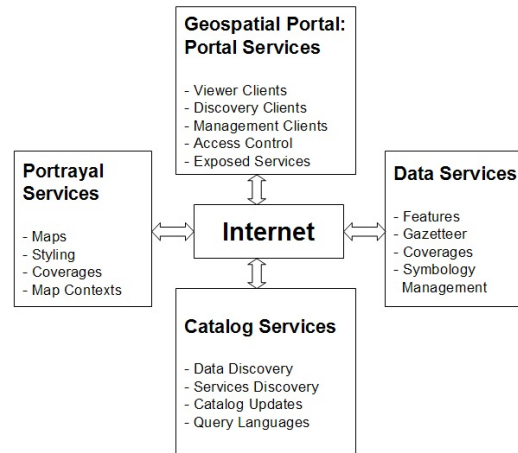 Geospatial Portal:
Portal Services
- Viewer Clients
- Discovery Clients
- Management Clients
- Access Control
- Exposed Services
Portrayal
Services
- Maps
- Styling
- Coverages
- Map Contexts
Internet
Data Services
- Features
- Gazetteer
- Coverages
- Symbology
Management
Catalog Services
- Data Discovery
- Services Discovery
- Catalog Updates
- Query Languages